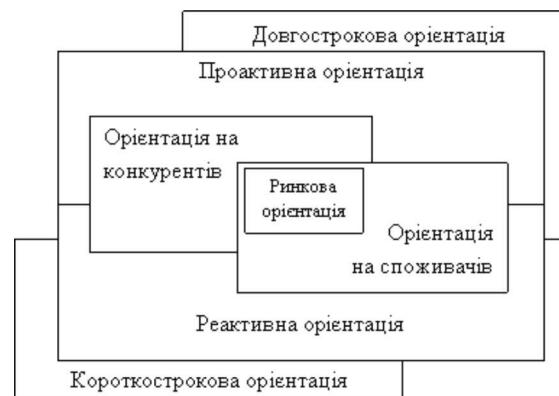 Довгострокова орієнтація
Проактивна орієнтація
Орієнтація на
конкурентів
Ринкова
орієнтація
Орієнтація
на споживачів
Реактивна орієнтація
Короткострокова орієнтація